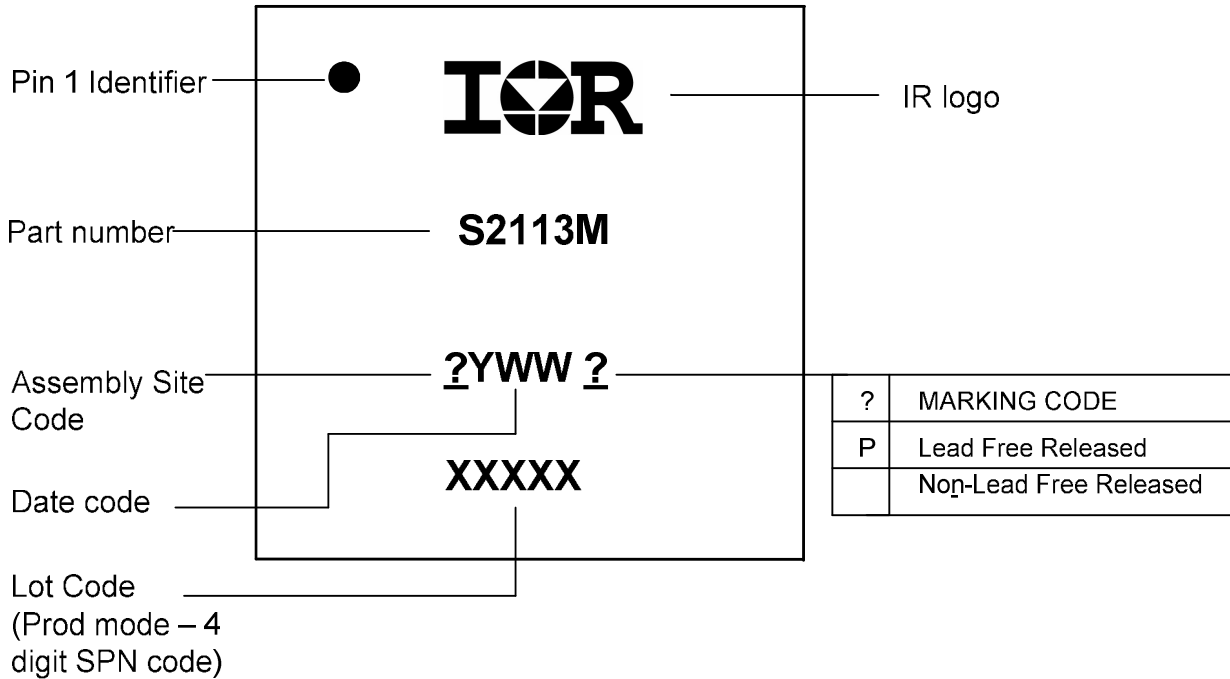 Pin 1 Identifier
IOR
IR logo
Part number
S2113M
Assembly Site
Code
?YWW ?
? MARKING CODE
P Lead Free Released
Non-Lead Free Released
Date code
XXXXX
Lot Code
(Prod mode – 4
digit SPN code)